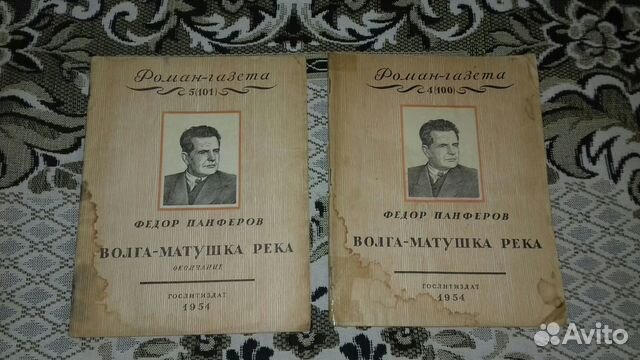 Роман-газета
5(101)
ФЕДОР ПАНФЕРОВ
ВОЛГА-МАТУШКА РЕКА
ОКОНЧАНИЕ
ГОСЛИТИЗДАТ
1954
Роман-газета
4(100)
ФЕДОР ПАНФЕРОВ
ВОЛГА-МАТУШКА РЕКА
ГОСЛИТИЗДАТ
1954
Avito